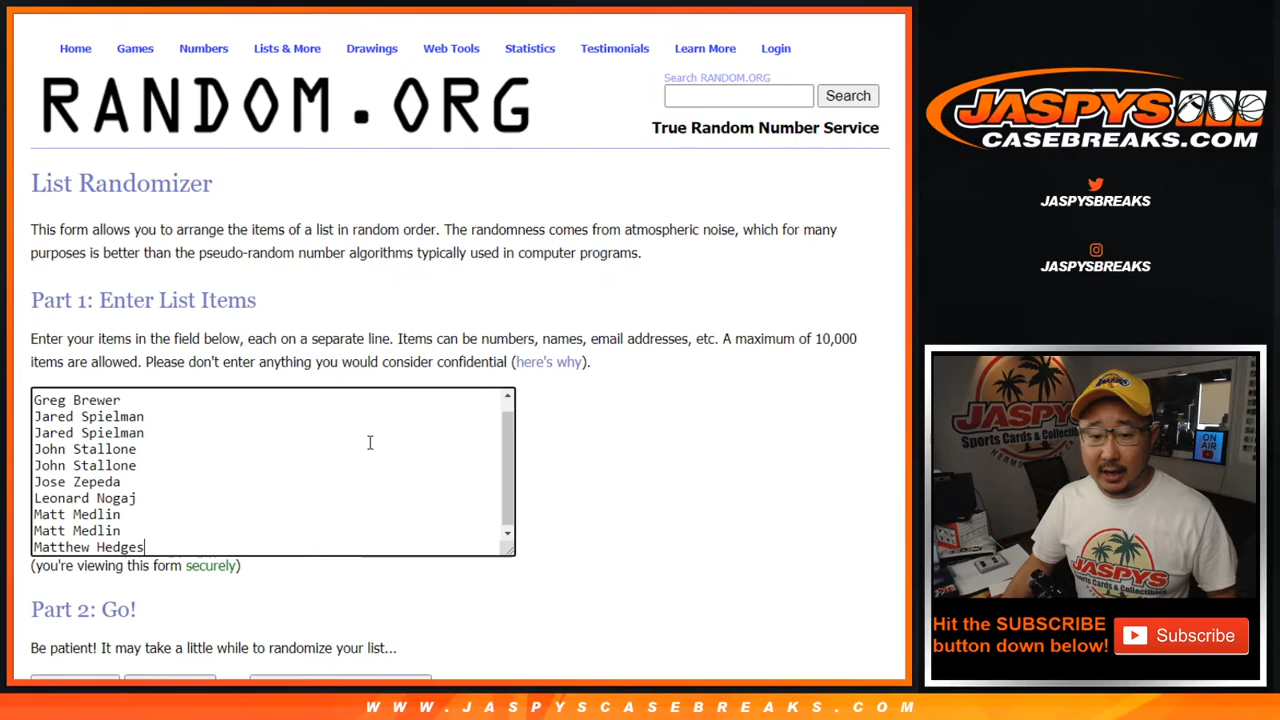 Home Games Numbers Lists & More Drawings Web Tools Statistics Testimonials Learn More Login
RANDOM.ORG
Search RANDOM.ORG
Search
True Random Number Service
List Randomizer
This form allows you to arrange the items of a list in random order. The randomness comes from atmospheric noise, which for many
purposes is better than the pseudo-random number algorithms typically used in computer programs.
Part 1: Enter List Items
Enter your items in the field below, each on a separate line. Items can be numbers, names, email addresses, etc. A maximum of 10,000
items are allowed. Please don't enter anything you would consider confidential (here's why).
Greg Brewer
Jared Spielman
Jared Spielman
John Stallone
John Stallone
Jose Zepeda
Leonard Nogaj
Matt Medlin
Matt Medlin
Matthew Hedges
(you're viewing this form securely)
Part 2: Go!
Be patient! It may take a little while to randomize your list...
JASPYS
CASEBREAKS.COM
JASPYSBREAKS
JASPYSBREAKS
JASPYS
Sports Cards & Collectibles
ON AIR
JASPYS
Hit the SUBSCRIBE
button down below!
Subscribe
WWW.JASPYSCASEBREAKS.COM